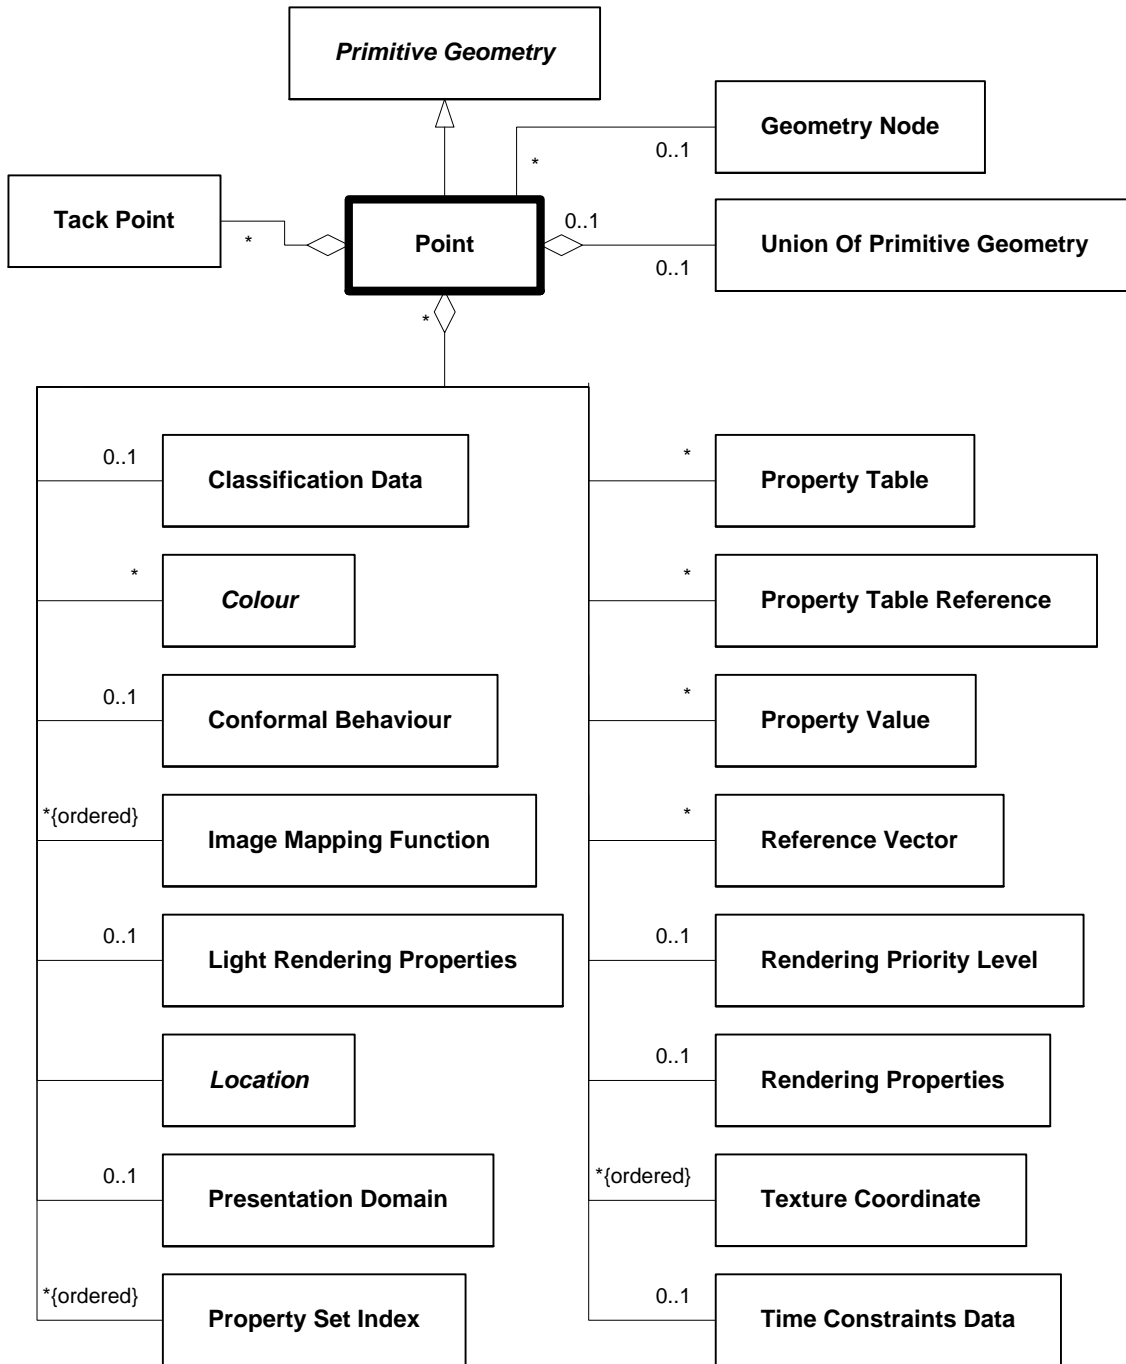 Primitive Geometry
Geometry Node
0..1
*
Tack Point
*
Point
0..1
0..1
Union Of Primitive Geometry
*
0..1
Classification Data
*
Property Table
*
Colour
*
Property Table Reference
0..1
Conformal Behaviour
*
Property Value
*{ordered}
Image Mapping Function
*
Reference Vector
0..1
Light Rendering Properties
0..1
Rendering Priority Level
Location
0..1
Rendering Properties
0..1
Presentation Domain
*{ordered}
Texture Coordinate
*{ordered}
Property Set Index
0..1
Time Constraints Data